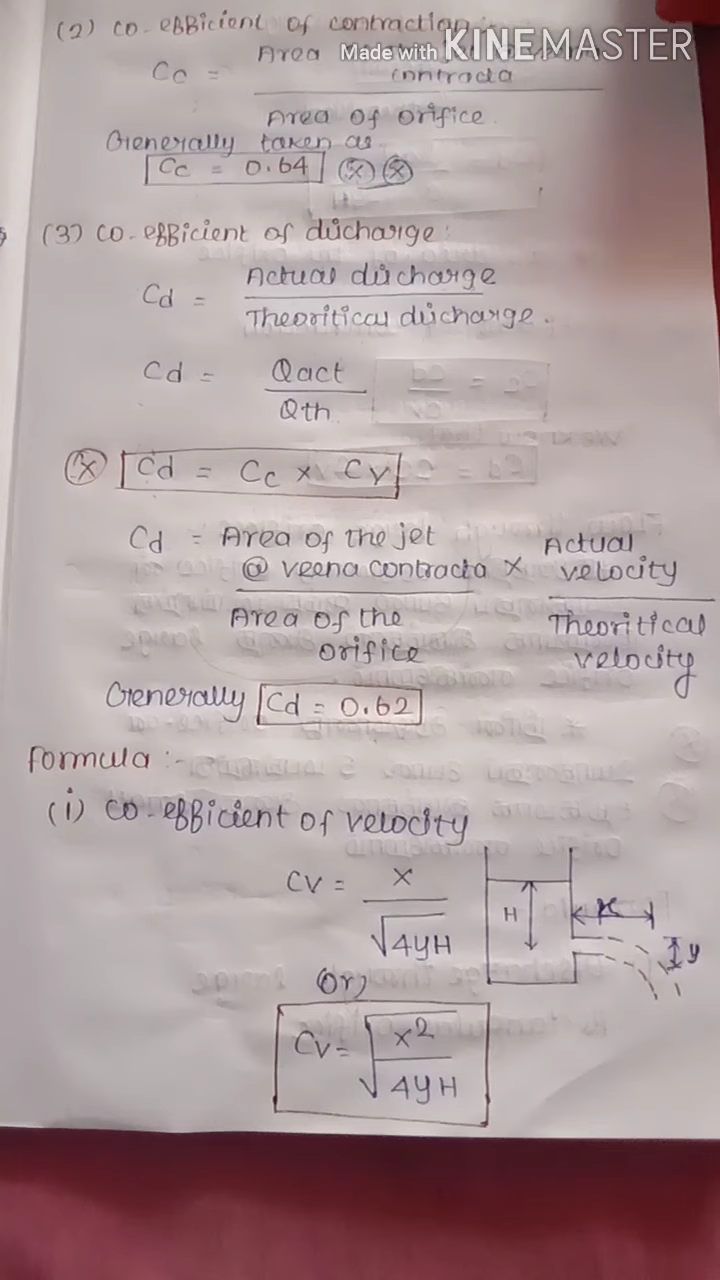 (2) co-efficient of contraction :
Made with KINEMASTER
Cc = Area contracta
Area of orifice.
Generally taken as
Cc = 0.64
(3) co-efficient of discharge :
Cd = Actual discharge
Theoritical discharge.
Cd = Qact
Qth
Cd = Cc x Cv
Cd = Area of the jet @ veena contracta x Actual velocity
Area of the orifice Theoritical velocity
Generally Cd = 0.62
Formula :-
(i) co-efficient of velocity
Cv = x
√4yH
H x y
Or,
Cv = √x2
4yH